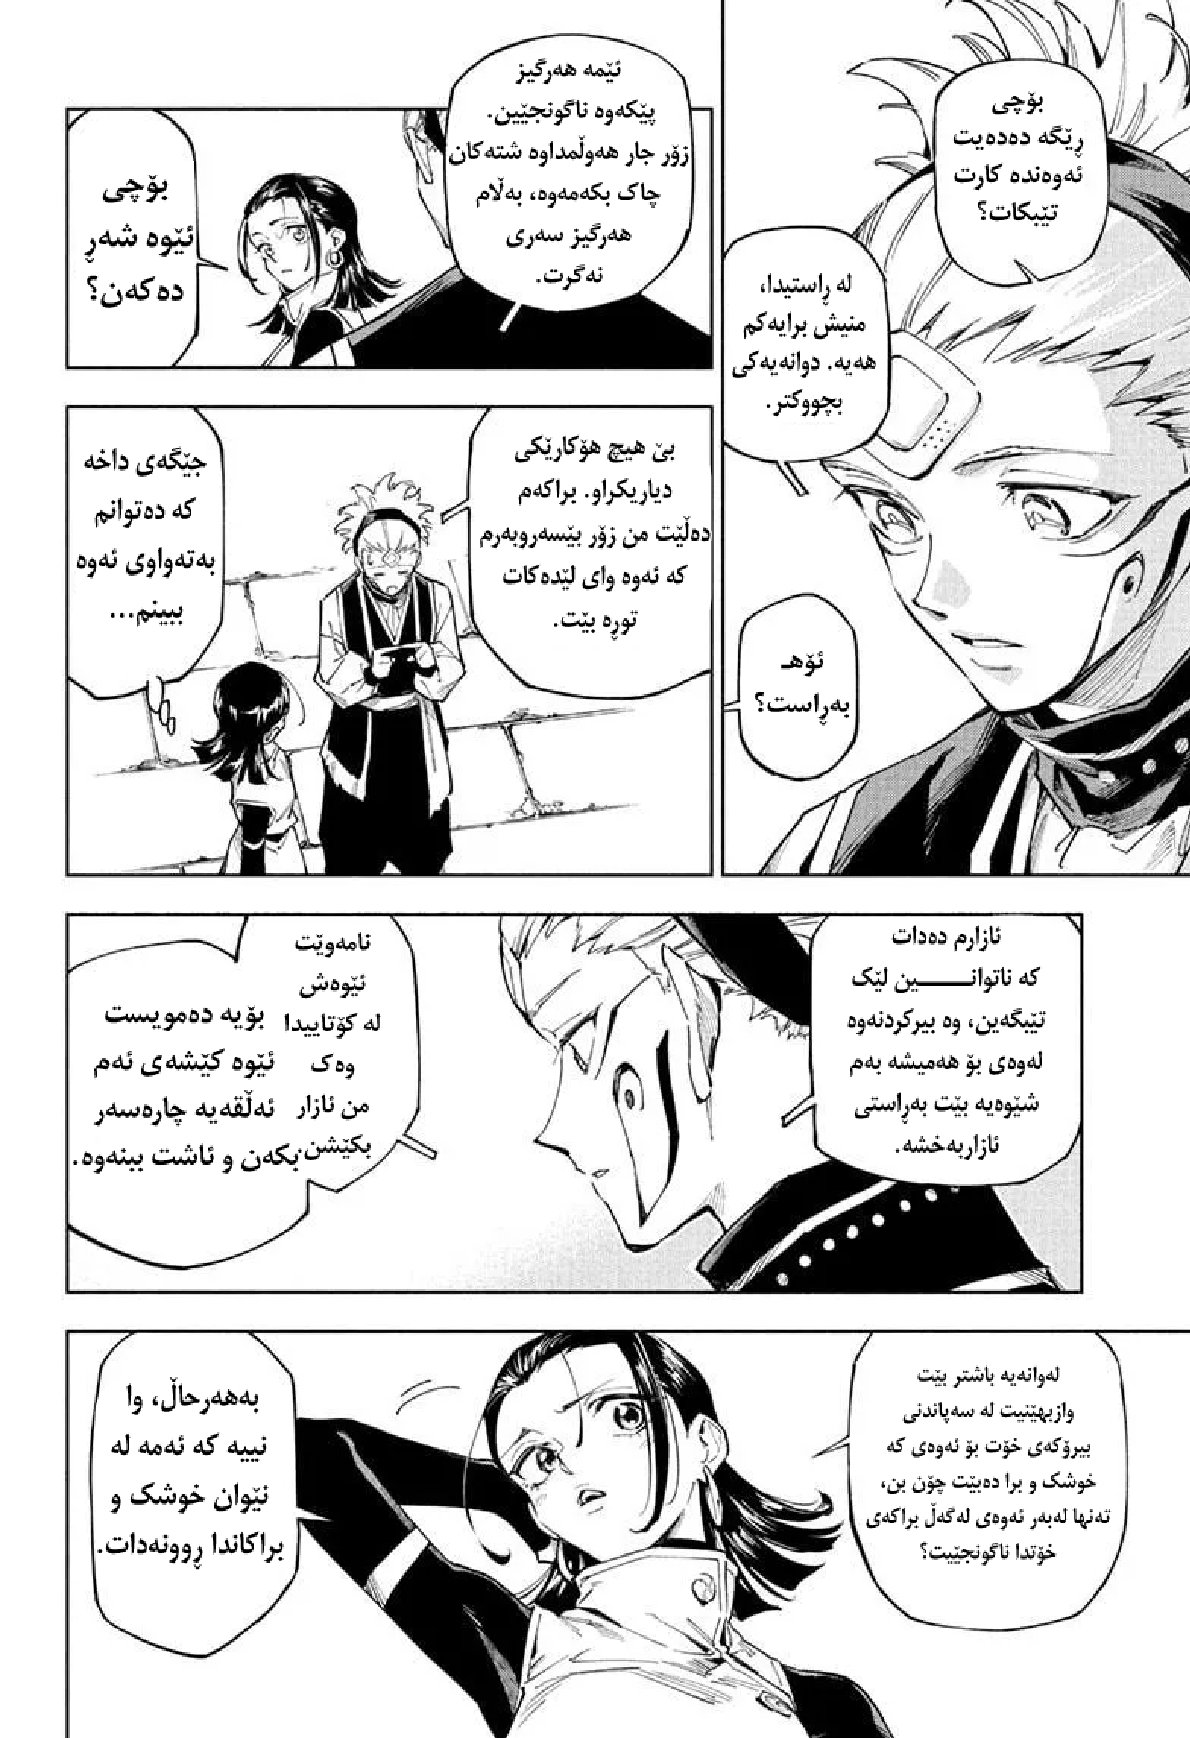 بۆچی
ڕێگە دەدەیت
ئەوەندە کارت
تێبکات؟
لە ڕاستیدا،
منیش برایەکم
هەیە. دوانەیەکی
بچووکتر.
ئۆهـ
بەڕاست؟
ئێمە هەرگیز
پێکەوە ناگونجێین.
زۆر جار هەوڵمداوە شتەکان
چاک بکەمەوە، بەڵام
هەرگیز سەری
نەگرت.
بۆچی
ئێوە شەڕ
دەکەن؟
بێ هیچ هۆکارێکی
دیاریکراو. براکەم
دەڵێت من زۆر بێسەروبەرم
کە ئەوە وای لێدەکات
توڕە بێت.
جێگەی داخە
کە دەتوانم
بەتەواوی ئەوە
ببینم...
ئازارم دەدات
کە ناتوانـــــــین لێک
تێبگەین، وە بیرکردنەوە
لەوەی بۆ هەمیشە بەم
شێوەیە بێت بەڕاستی
ئازاربەخشە.
نامەوێت
ئێوەش
لە کۆتاییدا
وەک
من ئازار
بکێشن.
بۆیە دەمویست
ئێوە کێشەی ئەم
ئەڵقەیە چارەسەر
بکەن و ئاشت ببنەوە.
لەوانەیە باشتر بێت
وازبهێنیت لە سەپاندنی
بیرۆکەی خۆت بۆ ئەوەی کە
خوشک و برا دەبێت چۆن بن،
تەنها لەبەر ئەوەی لەگەڵ براکەی
خۆتدا ناگونجێیت؟
بەهەرحاڵ، وا
نییە کە ئەمە لە
نێوان خوشک و
براکاندا ڕوونەدات.